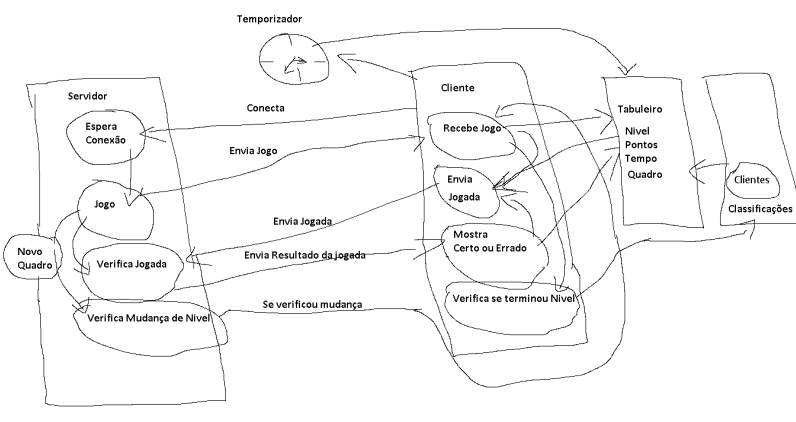 Temporizador
Servidor
Cliente
Conecta
Espera
Conexão
Recebe Jogo
Tabuleiro
Nivel
Pontos
Tempo
Quadro
Envia Jogo
Envia
Jogada
Clientes
Classificações
Jogo
Envia Jogada
Mostra
Certo ou Errado
Novo
Quadro
Verifica Jogada
Envia Resultado da jogada
Se verificou mudança
Verifica se terminou Nivel
Verifica Mudança de Nivel